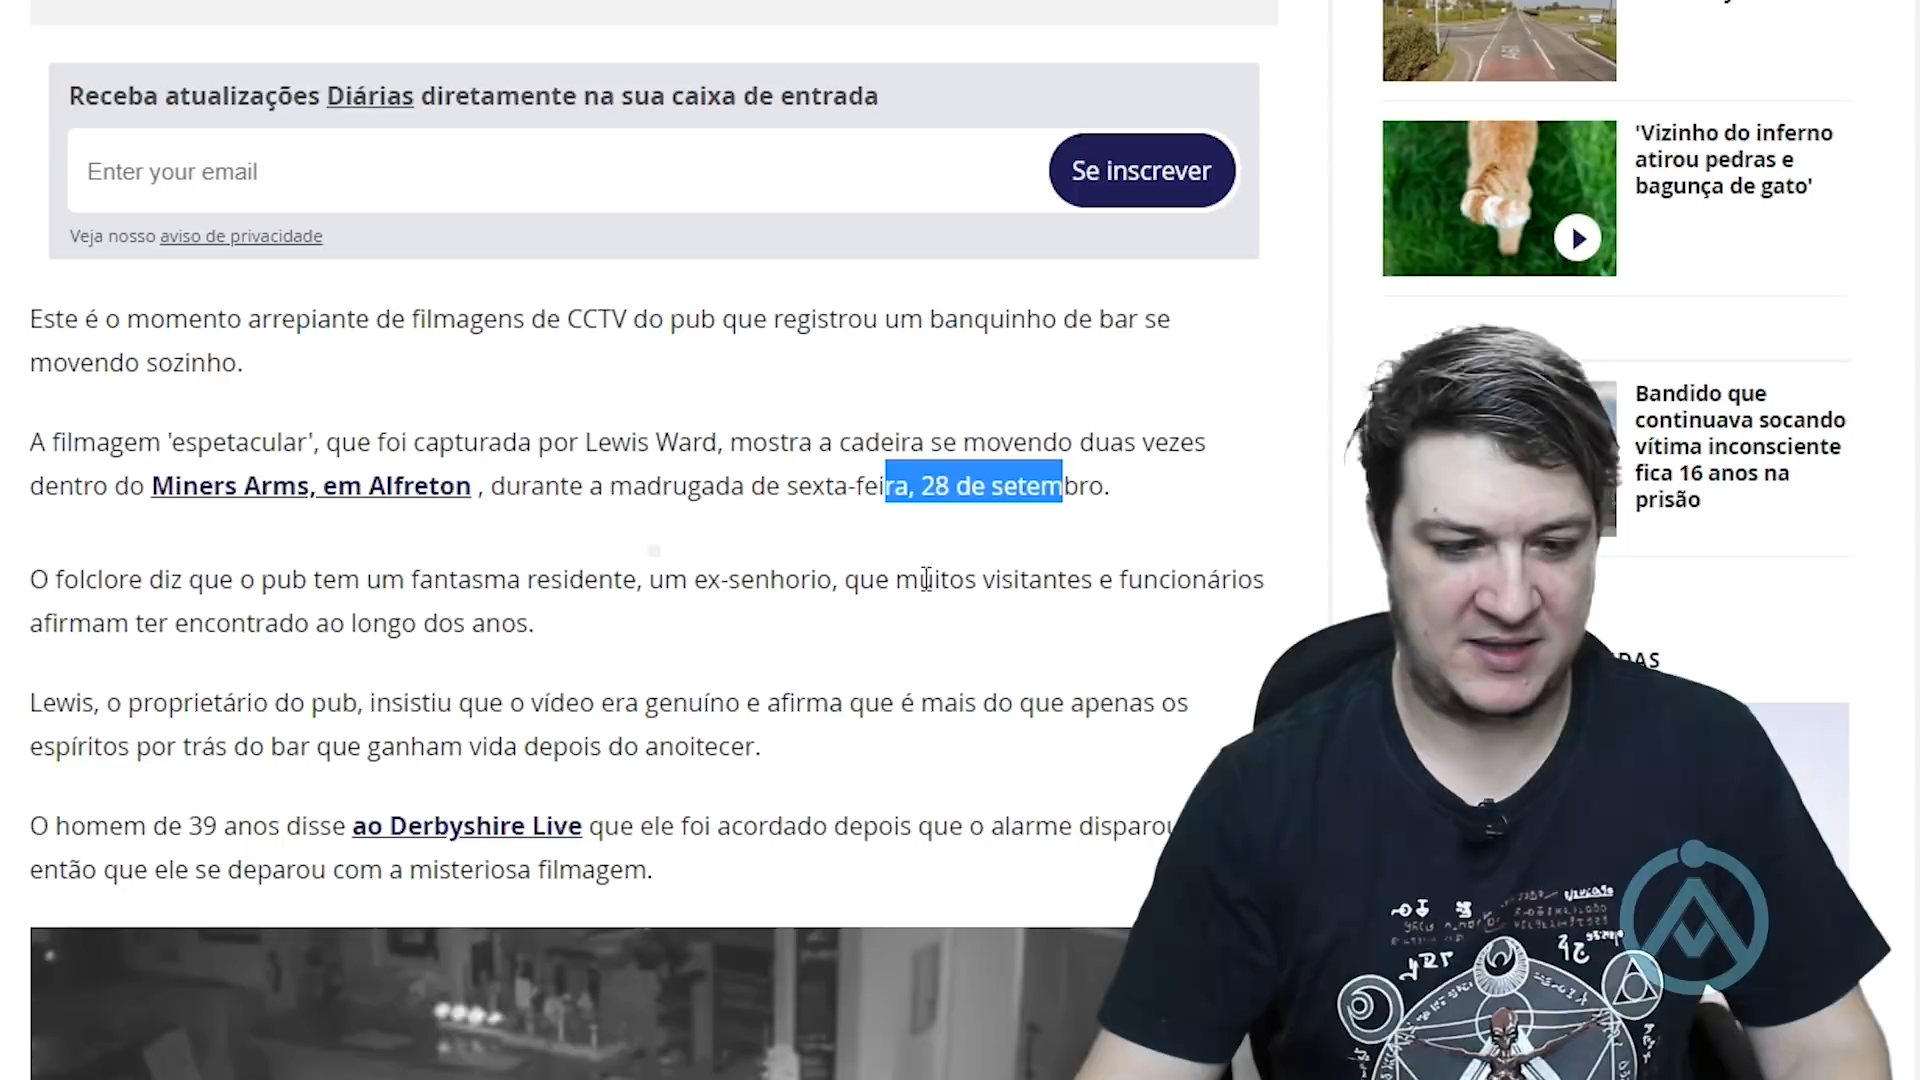 Receba atualizações Diárias diretamente na sua caixa de entrada
Enter your email
Se inscrever
Veja nosso aviso de privacidade
Este é o momento arrepiante de filmagens de CCTV do pub que registrou um banquinho de bar se
movendo sozinho.
A filmagem 'espetacular', que foi capturada por Lewis Ward, mostra a cadeira se movendo duas vezes
dentro do Miners Arms, em Alfreton , durante a madrugada de sexta-feira, 28 de setembro.
O folclore diz que o pub tem um fantasma residente, um ex-senhorio, que muitos visitantes e funcionários
afirmam ter encontrado ao longo dos anos.
Lewis, o proprietário do pub, insistiu que o vídeo era genuíno e afirma que é mais do que apenas os
espíritos por trás do bar que ganham vida depois do anoitecer.
O homem de 39 anos disse ao Derbyshire Live que ele foi acordado depois que o alarme
então que ele se deparou com a misteriosa filmagem.
'Vizinho do inferno
atirou pedras e
bagunça de gato'
Bandido que
continuava socando
vítima inconsciente
fica 16 anos na
prisão